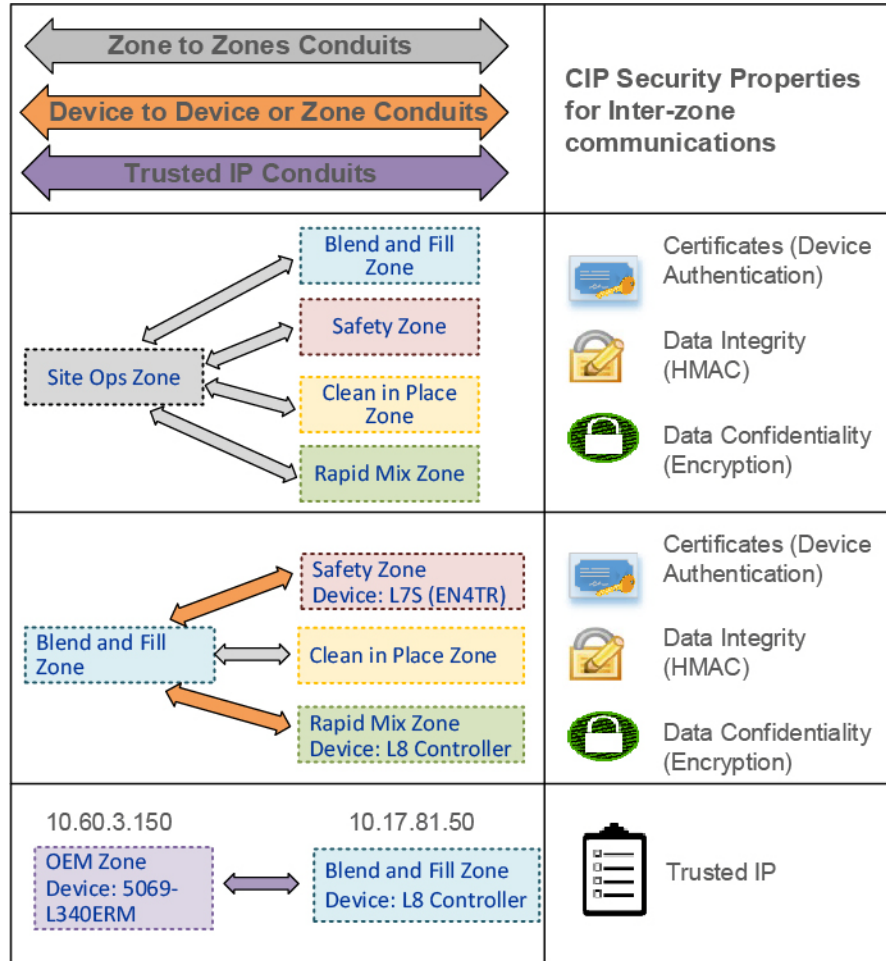 Zone to Zones Conduits
Device to Device or Zone Conduits
Trusted IP Conduits
CIP Security Properties
for Inter-zone
communications
Blend and Fill
Zone
Safety Zone
Site Ops Zone
Clean in Place
Zone
Rapid Mix Zone
Certificates (Device
Authentication)
Data Integrity
(HMAC)
Data Confidentiality
(Encryption)
Safety Zone
Device: L7S (EN4TR)
Blend and Fill
Zone
Clean in Place Zone
Rapid Mix Zone
Device: L8 Controller
Certificates (Device
Authentication)
Data Integrity
(HMAC)
Data Confidentiality
(Encryption)
10.60.3.150
OEM Zone
Device: 5069-
L340ERM
10.17.81.50
Blend and Fill Zone
Device: L8 Controller
Trusted IP